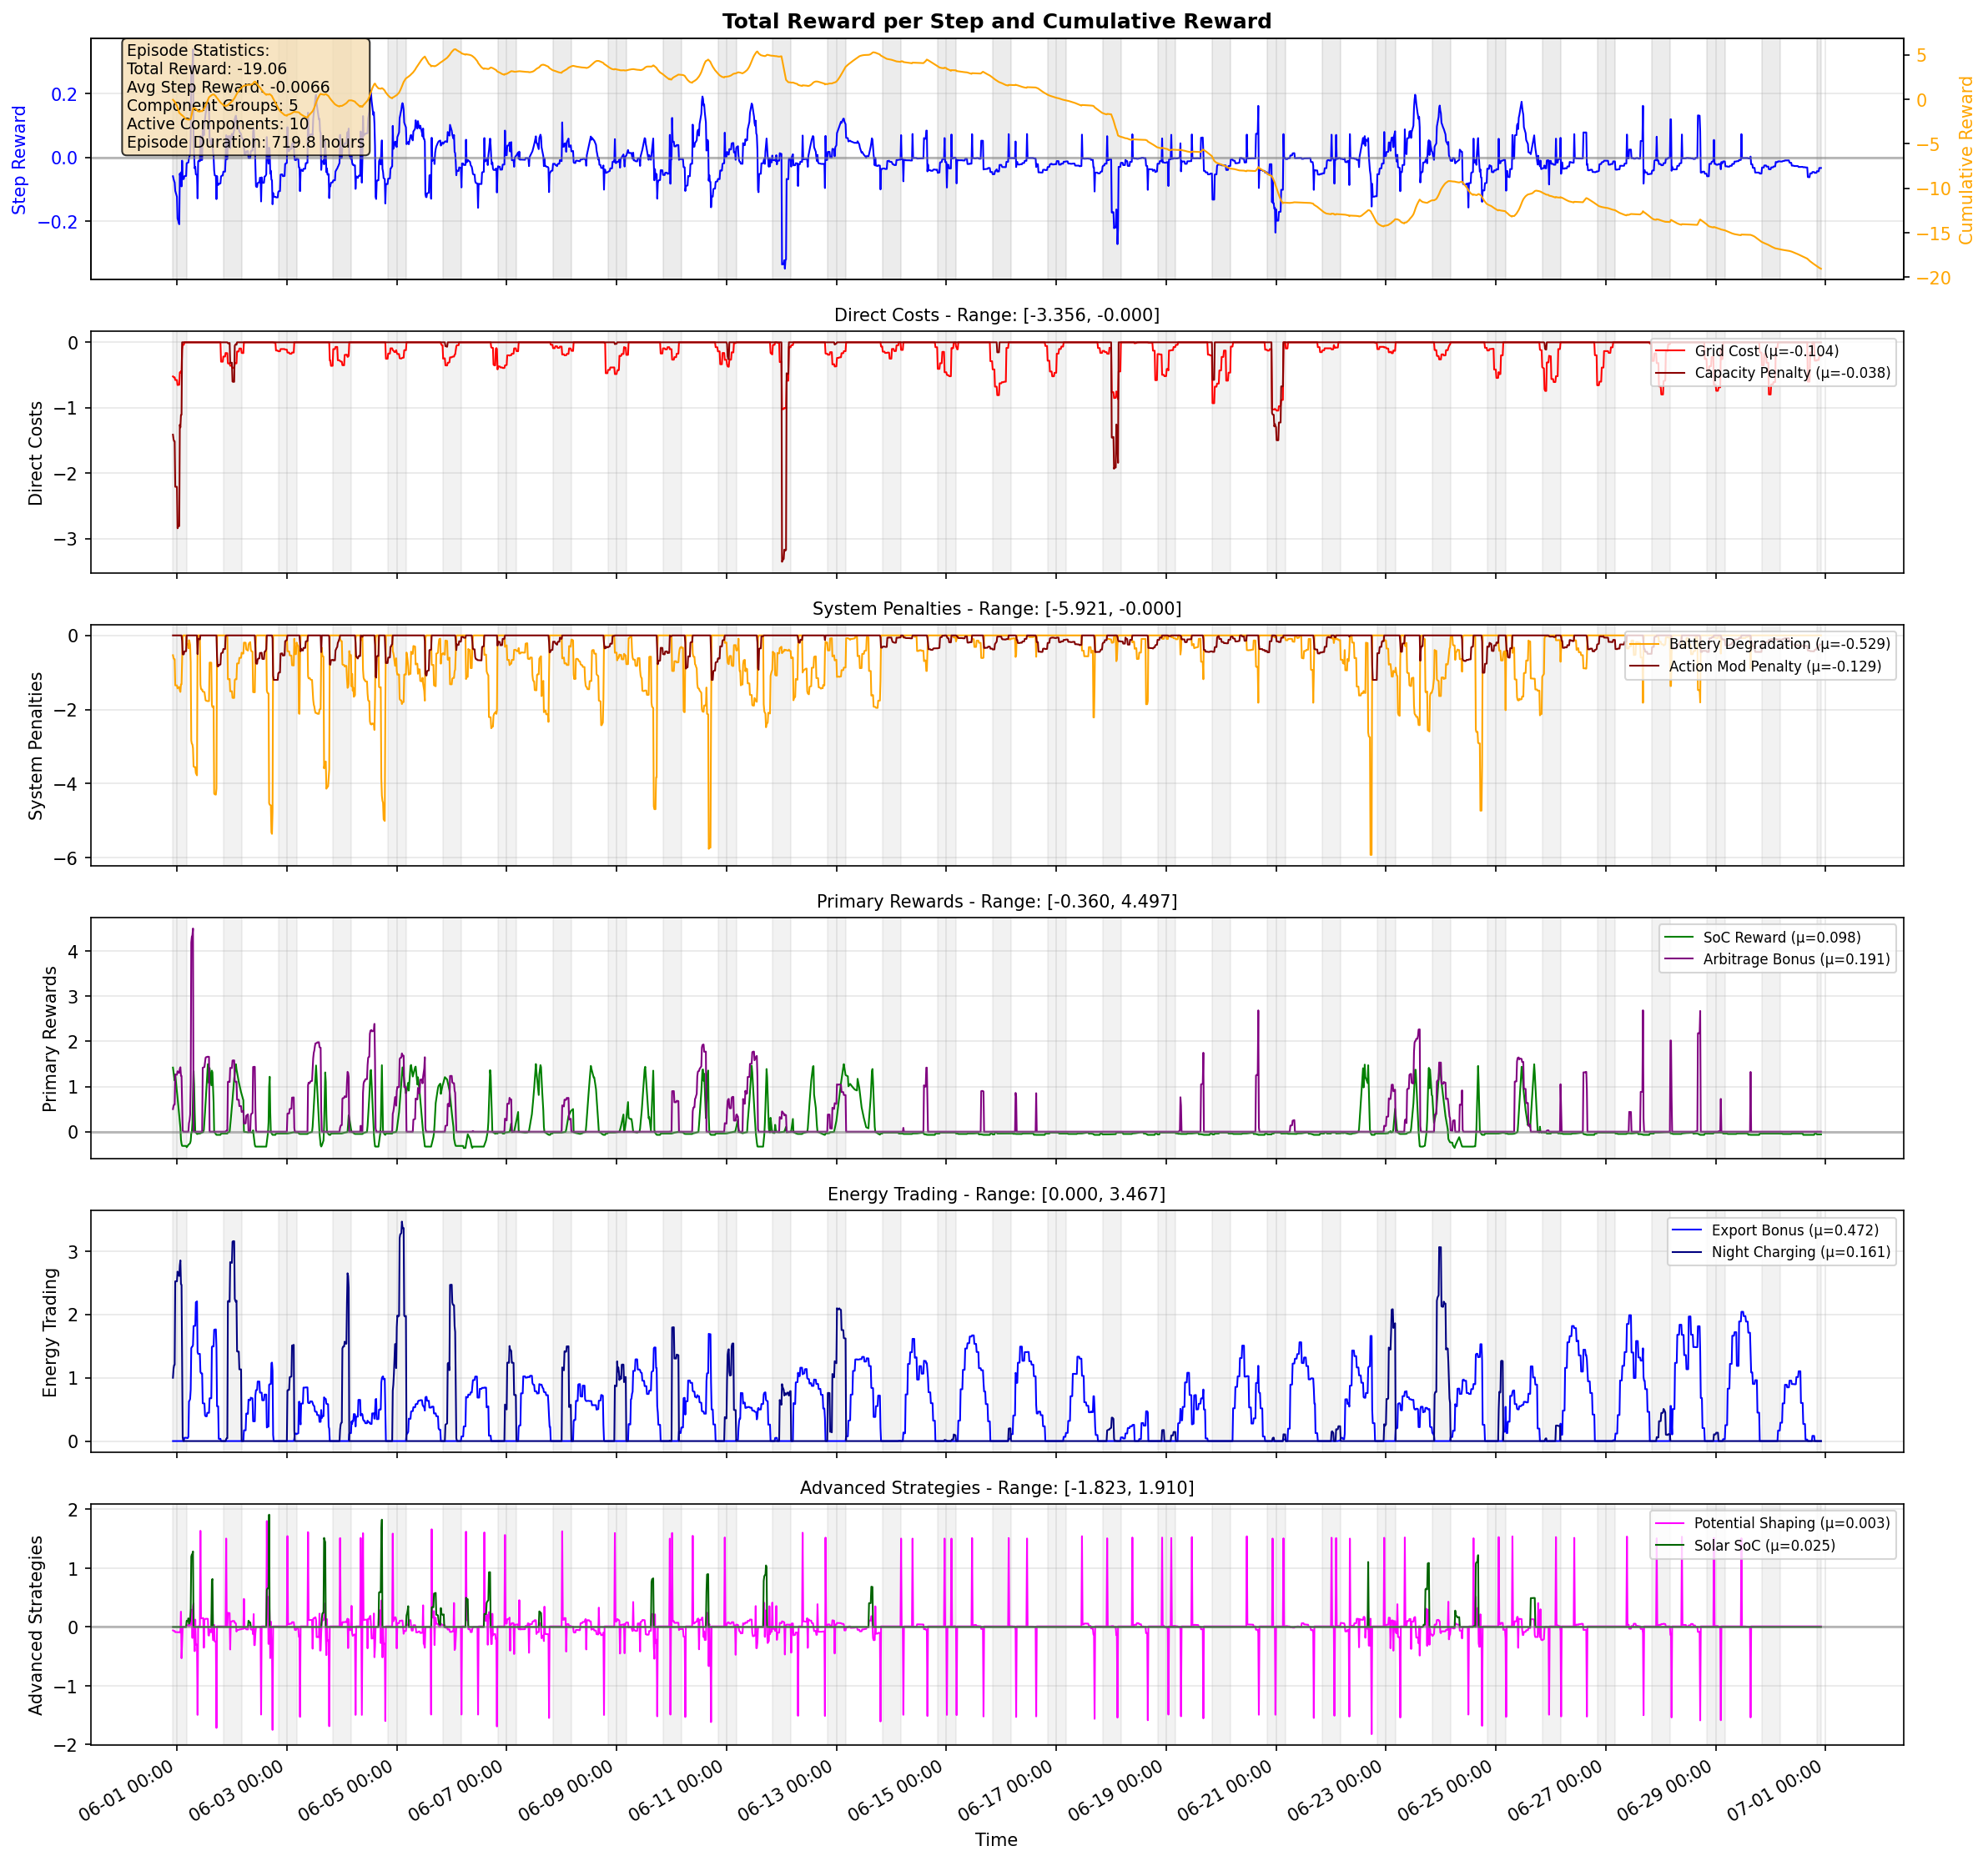 Total Reward per Step and Cumulative Reward
Episode Statistics:
Total Reward: -19.06
Avg Step Reward: -0.0066
Component Groups: 5
Active Components: 10
Episode Duration: 719.8 hours
Step Reward
0.2
0.0
−0.2
Cumulative Reward
5
0
−5
−10
−15
−20
Direct Costs - Range: [-3.356, -0.000]
Direct Costs
0
−1
−2
−3
Grid Cost (μ=-0.104)
Capacity Penalty (μ=-0.038)
System Penalties - Range: [-5.921, -0.000]
System Penalties
0
−2
−4
−6
Battery Degradation (μ=-0.529)
Action Mod Penalty (μ=-0.129)
Primary Rewards - Range: [-0.360, 4.497]
Primary Rewards
4
3
2
1
0
SoC Reward (μ=0.098)
Arbitrage Bonus (μ=0.191)
Energy Trading - Range: [0.000, 3.467]
Energy Trading
3
2
1
0
Export Bonus (μ=0.472)
Night Charging (μ=0.161)
Advanced Strategies - Range: [-1.823, 1.910]
Advanced Strategies
2
1
0
−1
−2
Potential Shaping (μ=0.003)
Solar SoC (μ=0.025)
06-01 00:00
06-03 00:00
06-05 00:00
06-07 00:00
06-09 00:00
06-11 00:00
06-13 00:00
06-15 00:00
06-17 00:00
06-19 00:00
06-21 00:00
06-23 00:00
06-25 00:00
06-27 00:00
06-29 00:00
07-01 00:00
Time